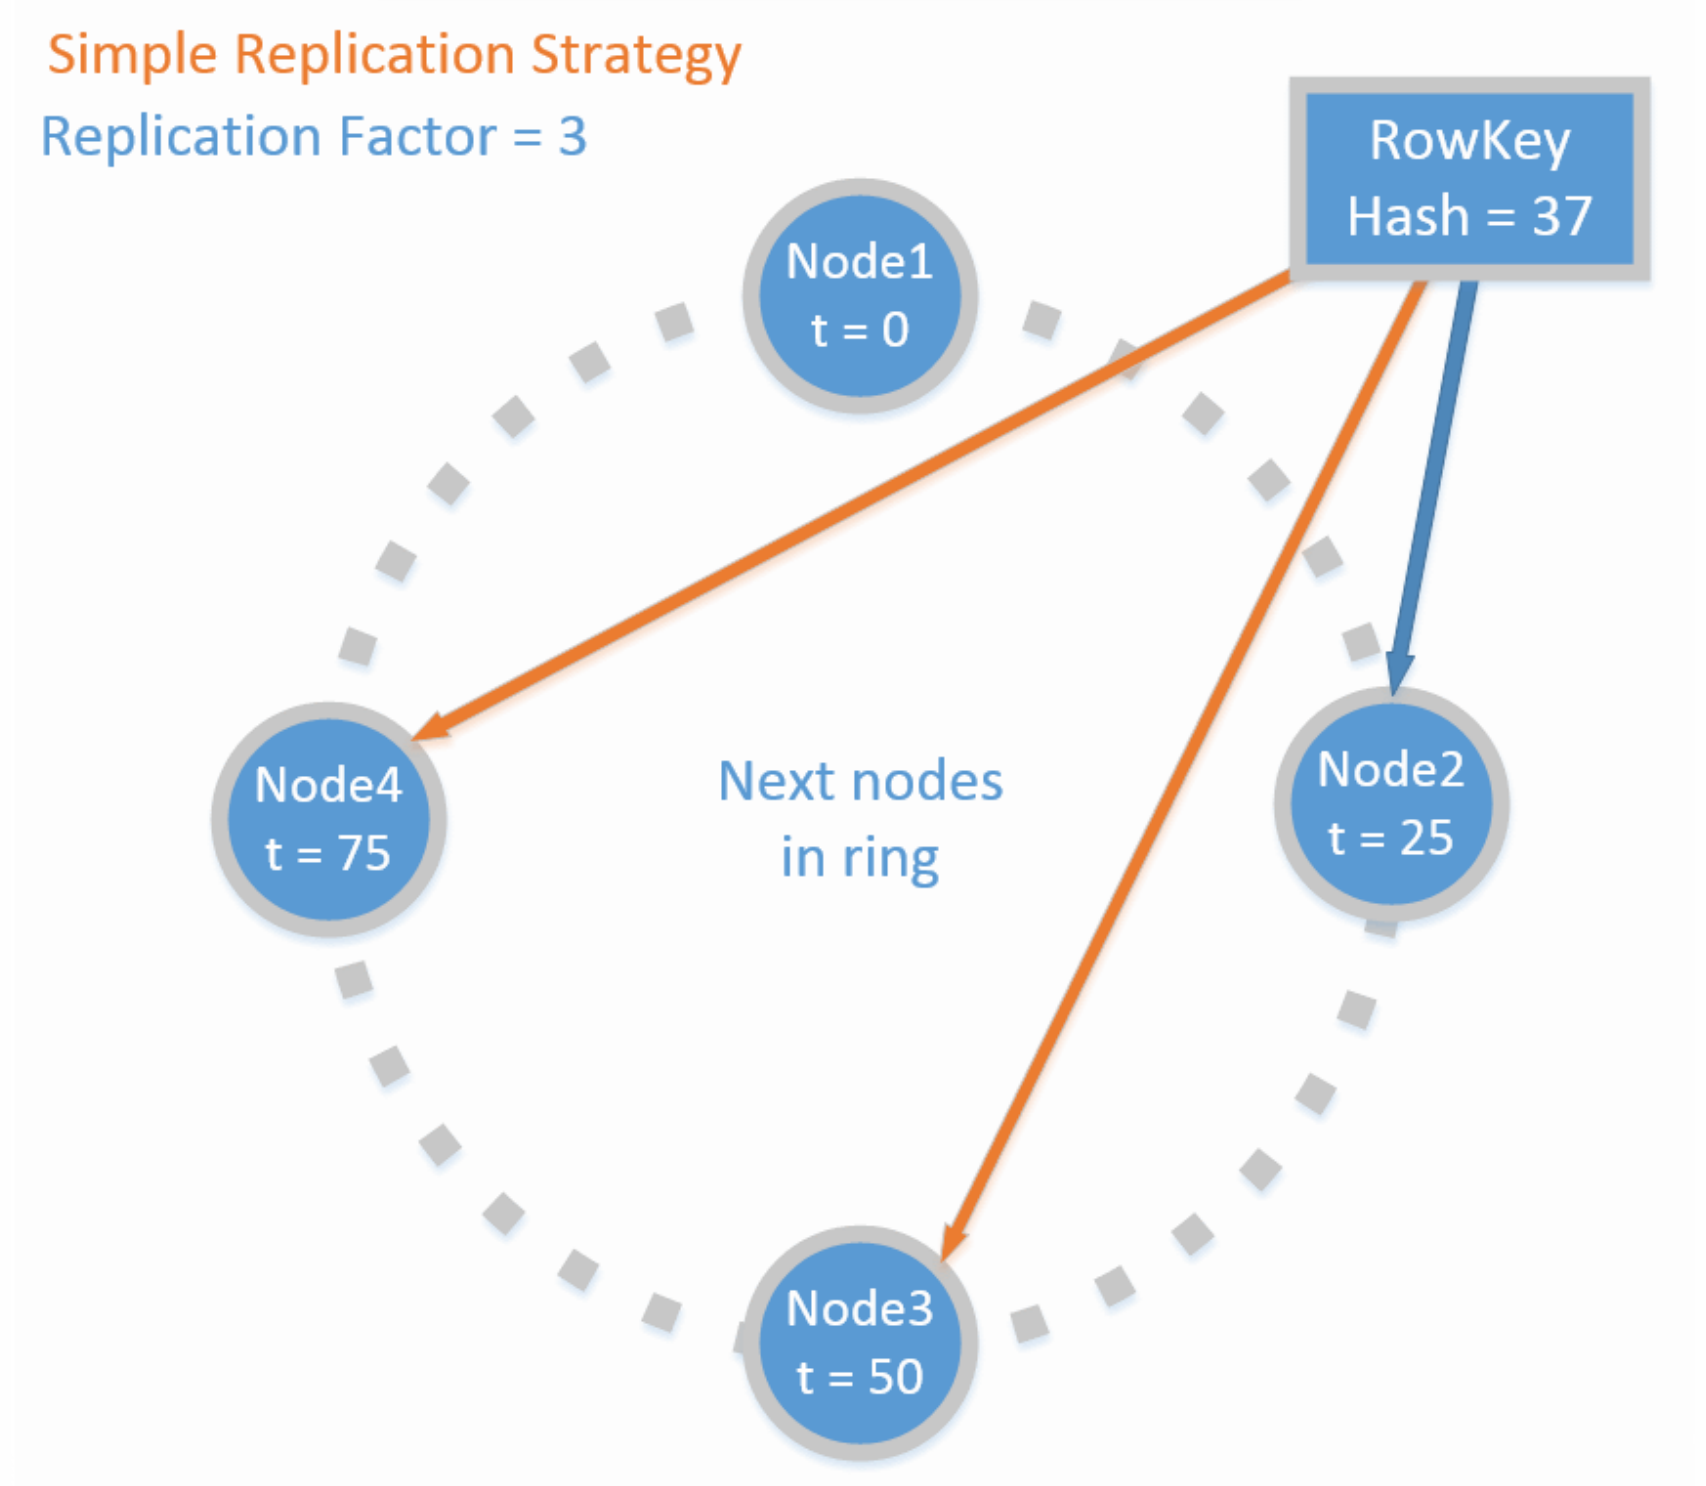 Simple Replication Strategy
Replication Factor = 3
RowKey
Hash = 37
Node1
t = 0
Node4
t = 75
Next nodes
in ring
Node2
t = 25
Node3
t = 50